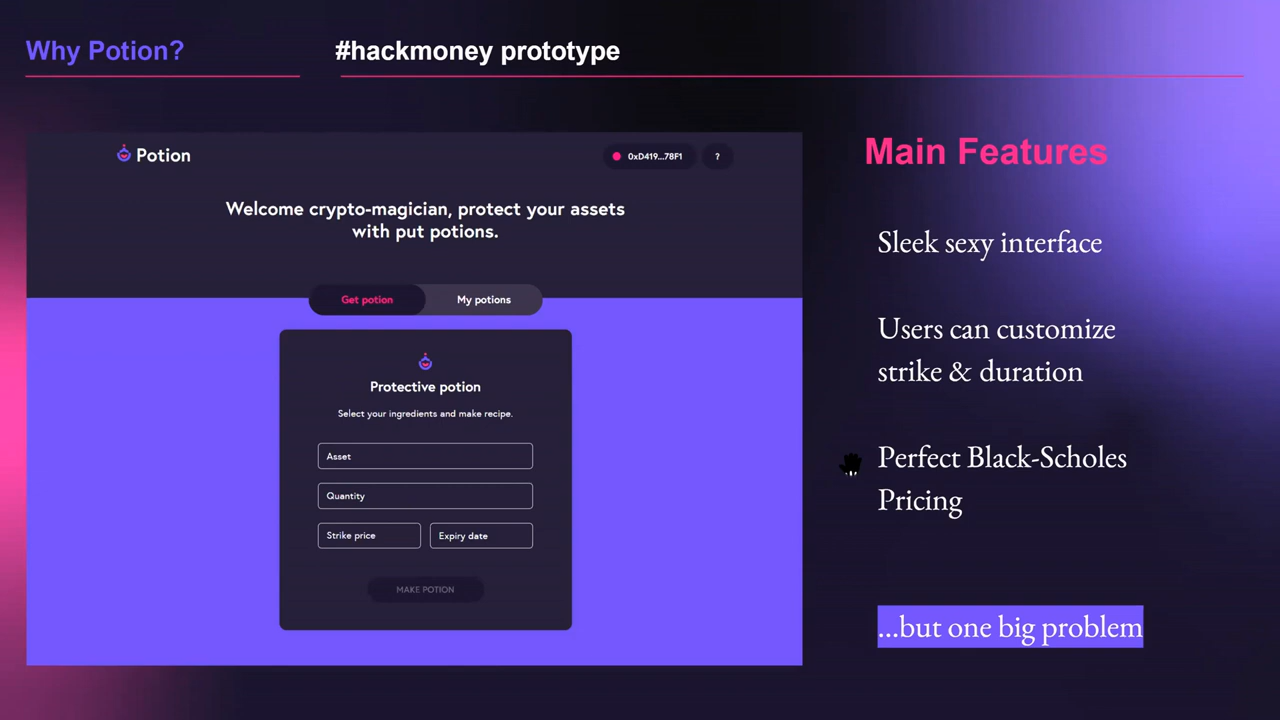 Why Potion?
#hackmoney prototype
Potion
0xD419...78F1
?
Welcome crypto-magician, protect your assets
with put potions.
Get potion
My potions
Protective potion
Select your ingredients and make recipe.
Asset
Quantity
Strike price
Expiry date
MAKE POTION
Main Features
Sleek sexy interface
Users can customize
strike & duration
Perfect Black-Scholes
Pricing
...but one big problem